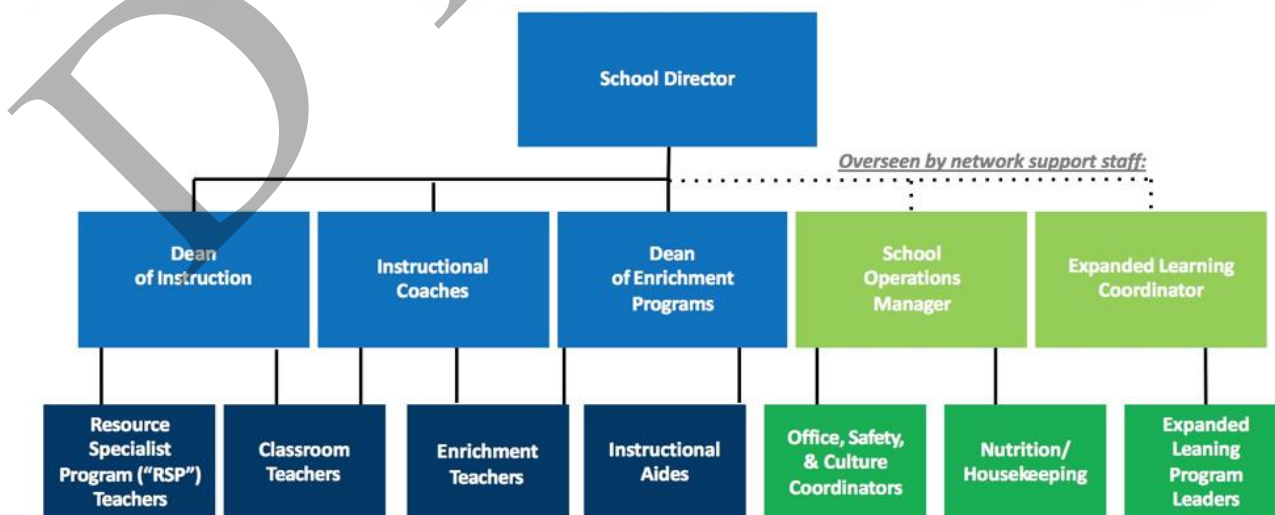 School Director
Overseen by network support staff:
Dean
of Instruction
Instructional
Coaches
Dean
of Enrichment
Programs
School
Operations
Manager
Expanded Learning
Coordinator
Resource
Specialist
Program (“RSP”)
Teachers
Classroom
Teachers
Enrichment
Teachers
Instructional
Aides
Office, Safety,
& Culture
Coordinators
Nutrition/
Housekeeping
Expanded
Leaning
Program
Leaders